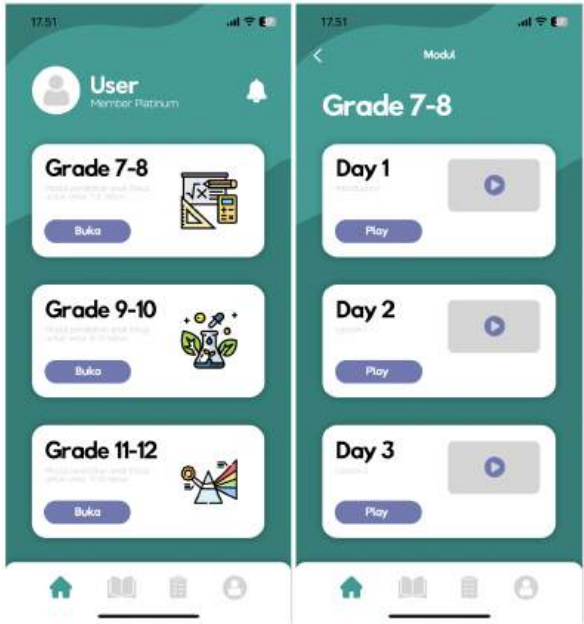 17.51
User
Member Platinum
Grade 7-8
Buka
Grade 9-10
Buka
Grade 11-12
Buka
17.51
Modul
Grade 7-8
Day 1
Introduction
Play
Day 2
Play
Day 3
Play